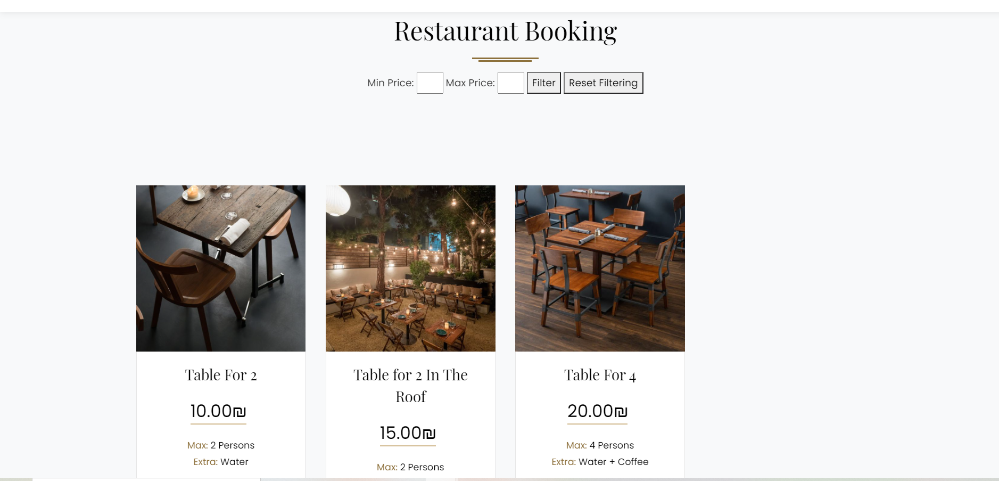 Restaurant Booking
Min Price: Max Price: Filter Reset Filtering
Table For 2
10.00₪
Max: 2 Persons
Extra: Water
Table for 2 In The
Roof
15.00₪
Max: 2 Persons
Table For 4
20.00₪
Max: 4 Persons
Extra: Water + Coffee